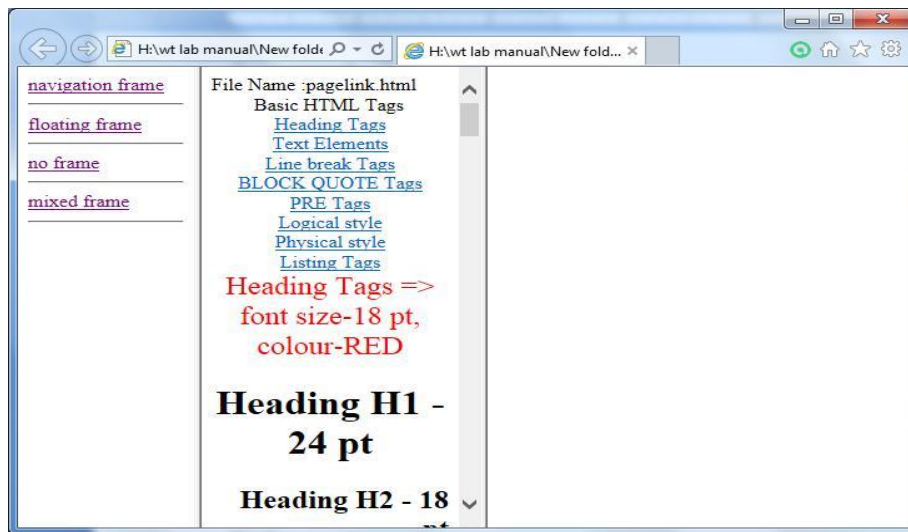 H:\wt lab manual\New folde
H:\wt lab manual\New fold...
navigation frame
floating frame
no frame
mixed frame
File Name :pagelink.html
Basic HTML Tags
Heading Tags
Text Elements
Line break Tags
BLOCK QUOTE Tags
PRE Tags
Logical style
Physical style
Listing Tags
Heading Tags =>
font size-18 pt,
colour-RED
Heading H1 -
24 pt
Heading H2 - 18
pt